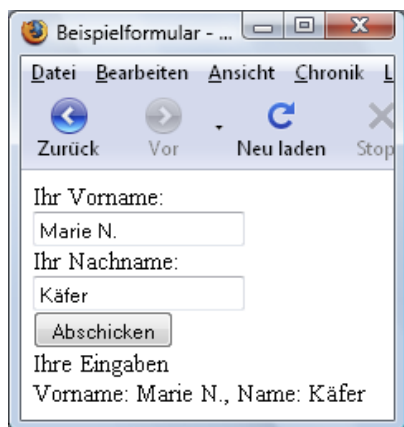 Beispielformular - ...
Datei Bearbeiten Ansicht Chronik L
Zurück Vor Neu laden Stop
Ihr Vorname:
Marie N.
Ihr Nachname:
Käfer
Abschicken
Ihre Eingaben
Vorname: Marie N., Name: Käfer